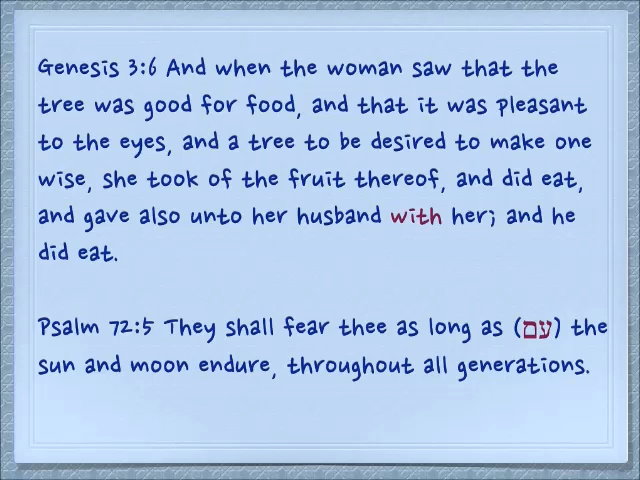 Genesis 3:6 And when the woman saw that the
tree was good for food, and that it was pleasant
to the eyes, and a tree to be desired to make one
wise, she took of the fruit thereof, and did eat,
and gave also unto her husband with her; and he
did eat.
Psalm 72:5 They shall fear thee as long as (עם) the
sun and moon endure, throughout all generations.